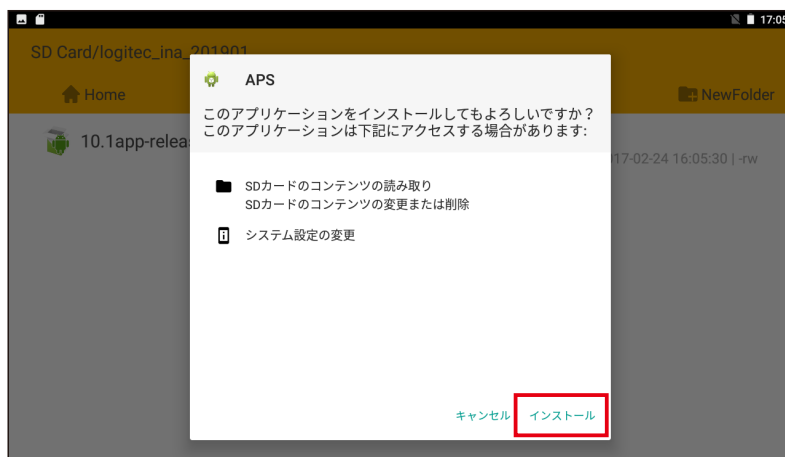 17:05
SD Card/logitec_ina_201901
Home
NewFolder
APS
このアプリケーションをインストールしてもよろしいですか？
このアプリケーションは下記にアクセスする場合があります:
10.1app-relea
17-02-24 16:05:30 | -rw
SDカードのコンテンツの読み取り
SDカードのコンテンツの変更または削除
システム設定の変更
キャンセル
インストール